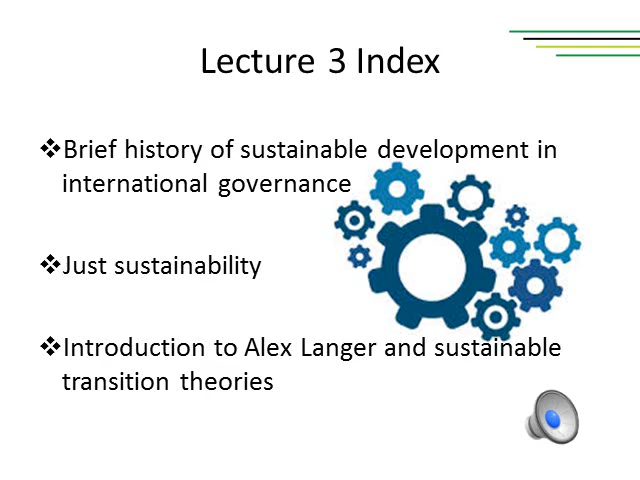 Lecture 3 Index
❖Brief history of sustainable development in
international governance
❖Just sustainability
❖Introduction to Alex Langer and sustainable
transition theories